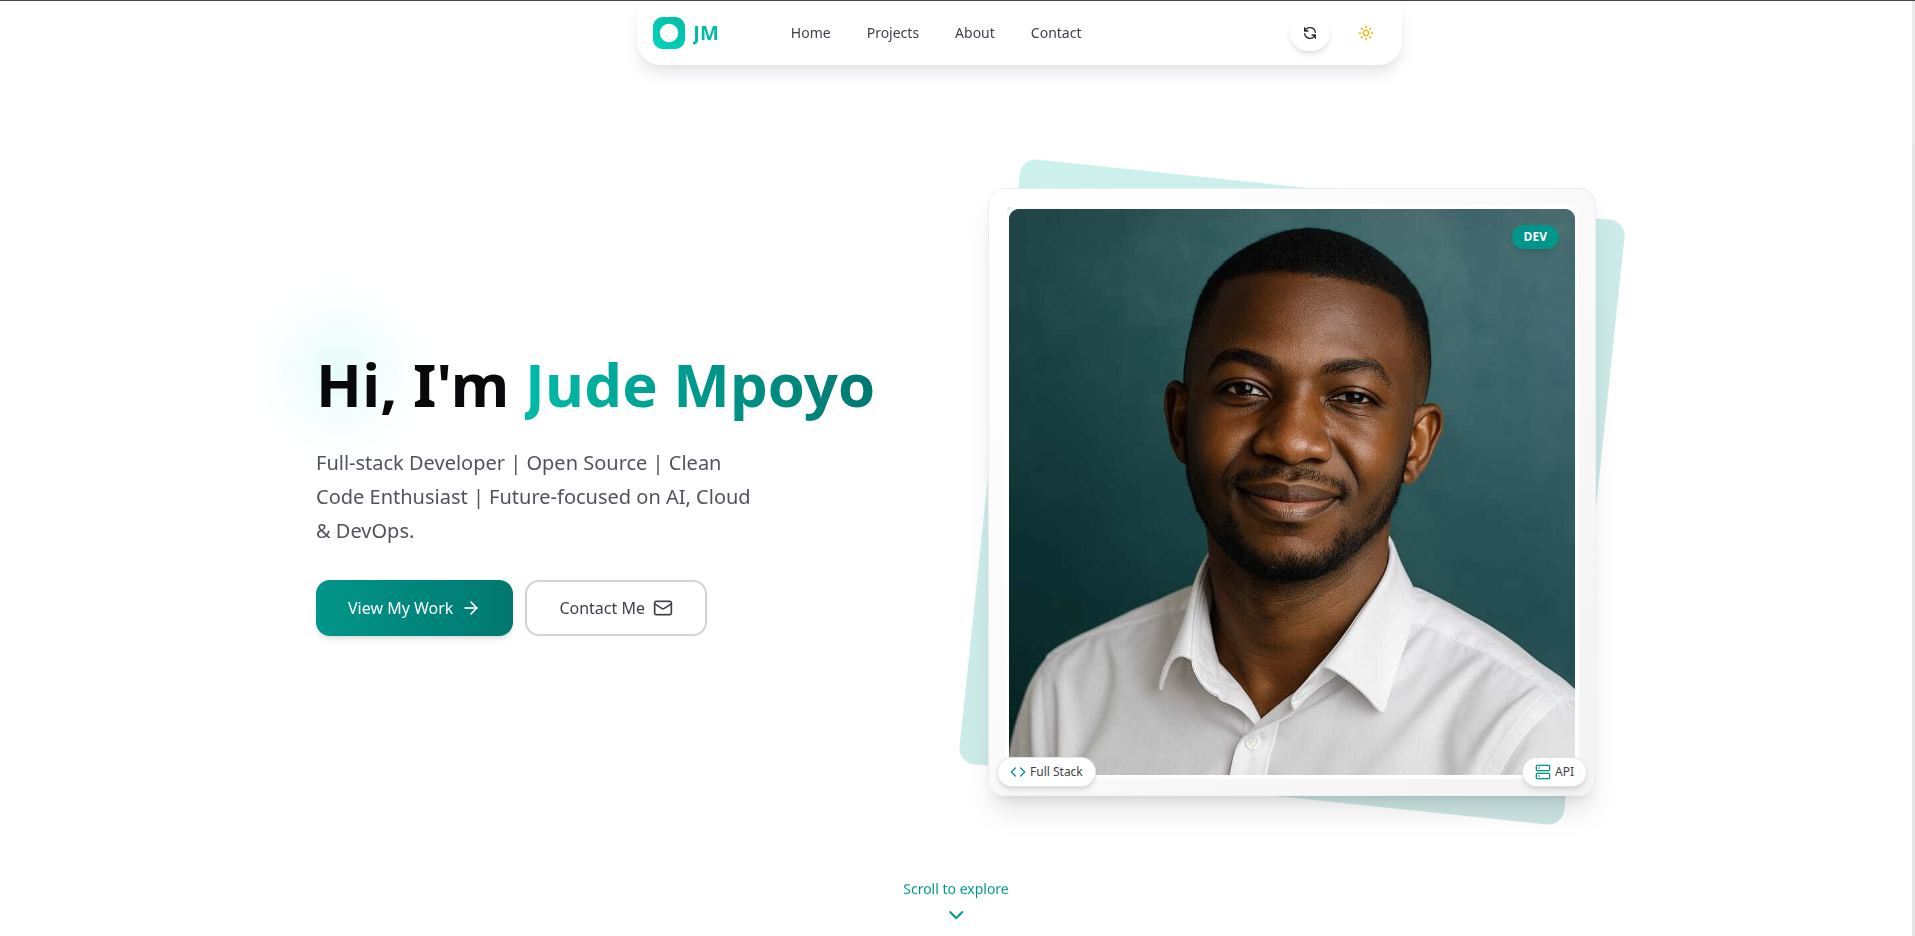 JM
Home
Projects
About
Contact
DEV
Hi, I'm Jude Mpoyo
Full-stack Developer | Open Source | Clean
Code Enthusiast | Future-focused on AI, Cloud
& DevOps.
View My Work
Contact Me
Full Stack
API
Scroll to explore